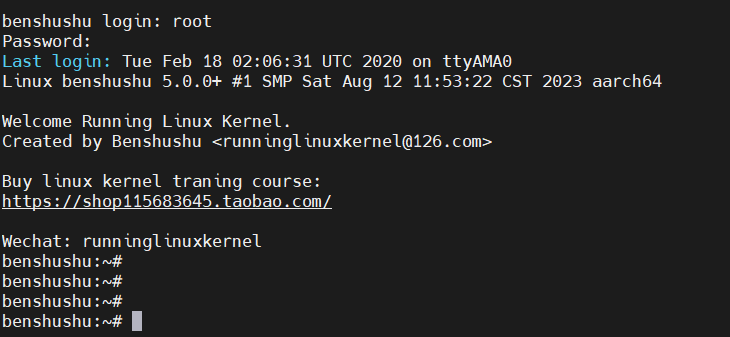 benshushu login: root
Password:
Last login: Tue Feb 18 02:06:31 UTC 2020 on ttyAMA0
Linux benshushu 5.0.0+ #1 SMP Sat Aug 12 11:53:22 CST 2023 aarch64
Welcome Running Linux Kernel.
Created by Benshushu <runninglinuxkernel@126.com>
Buy linux kernel traning course:
https://shop115683645.taobao.com/
Wechat: runninglinuxkernel
benshushu:~#
benshushu:~#
benshushu:~#
benshushu:~#